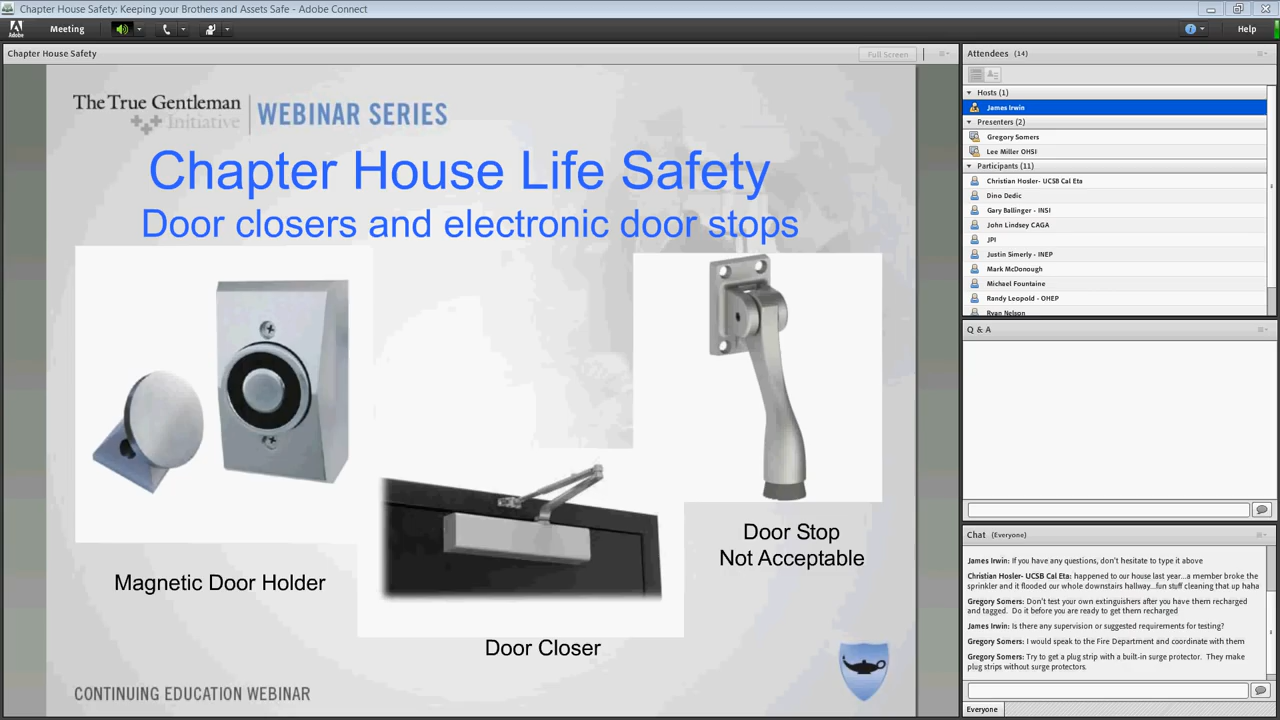 Chapter House Safety: Keeping your Brothers and Assets Safe - Adobe Connect
Adobe
Meeting
Help
Chapter House Safety
Full Screen
The True Gentleman
Initiative
WEBINAR SERIES
Chapter House Life Safety
Door closers and electronic door stops
Magnetic Door Holder
Door Closer
Door Stop
Not Acceptable
CONTINUING EDUCATION WEBINAR
Attendees (14)
Hosts (1)
James Irwin
Presenters (2)
Gregory Somers
Lee Miller OHSI
Participants (11)
Christian Hosler- UCSB Cal Eta
Dino Dedic
Gary Ballinger - INSI
John Lindsey CAGA
JPI
Justin Simerly - INEP
Mark McDonough
Michael Fountaine
Randy Leopold - OHEP
Ryan Nelson
Q & A
Chat (Everyone)
James Irwin: If you have any questions, don't hesitate to type it above
Christian Hosler- UCSB Cal Eta: happened to our house last year...a member broke the
sprinkler and it flooded our whole downstairs hallway...fun stuff cleaning that up haha
Gregory Somers: Don't test your own extinguishers after you have them recharged
and tagged. Do it before you are ready to get them recharged
James Irwin: Is there any supervision or suggested requirements for testing?
Gregory Somers: I would speak to the Fire Department and coordinate with them
Gregory Somers: Try to get a plug strip with a built-in surge protector. They make
plug strips without surge protectors.
Everyone